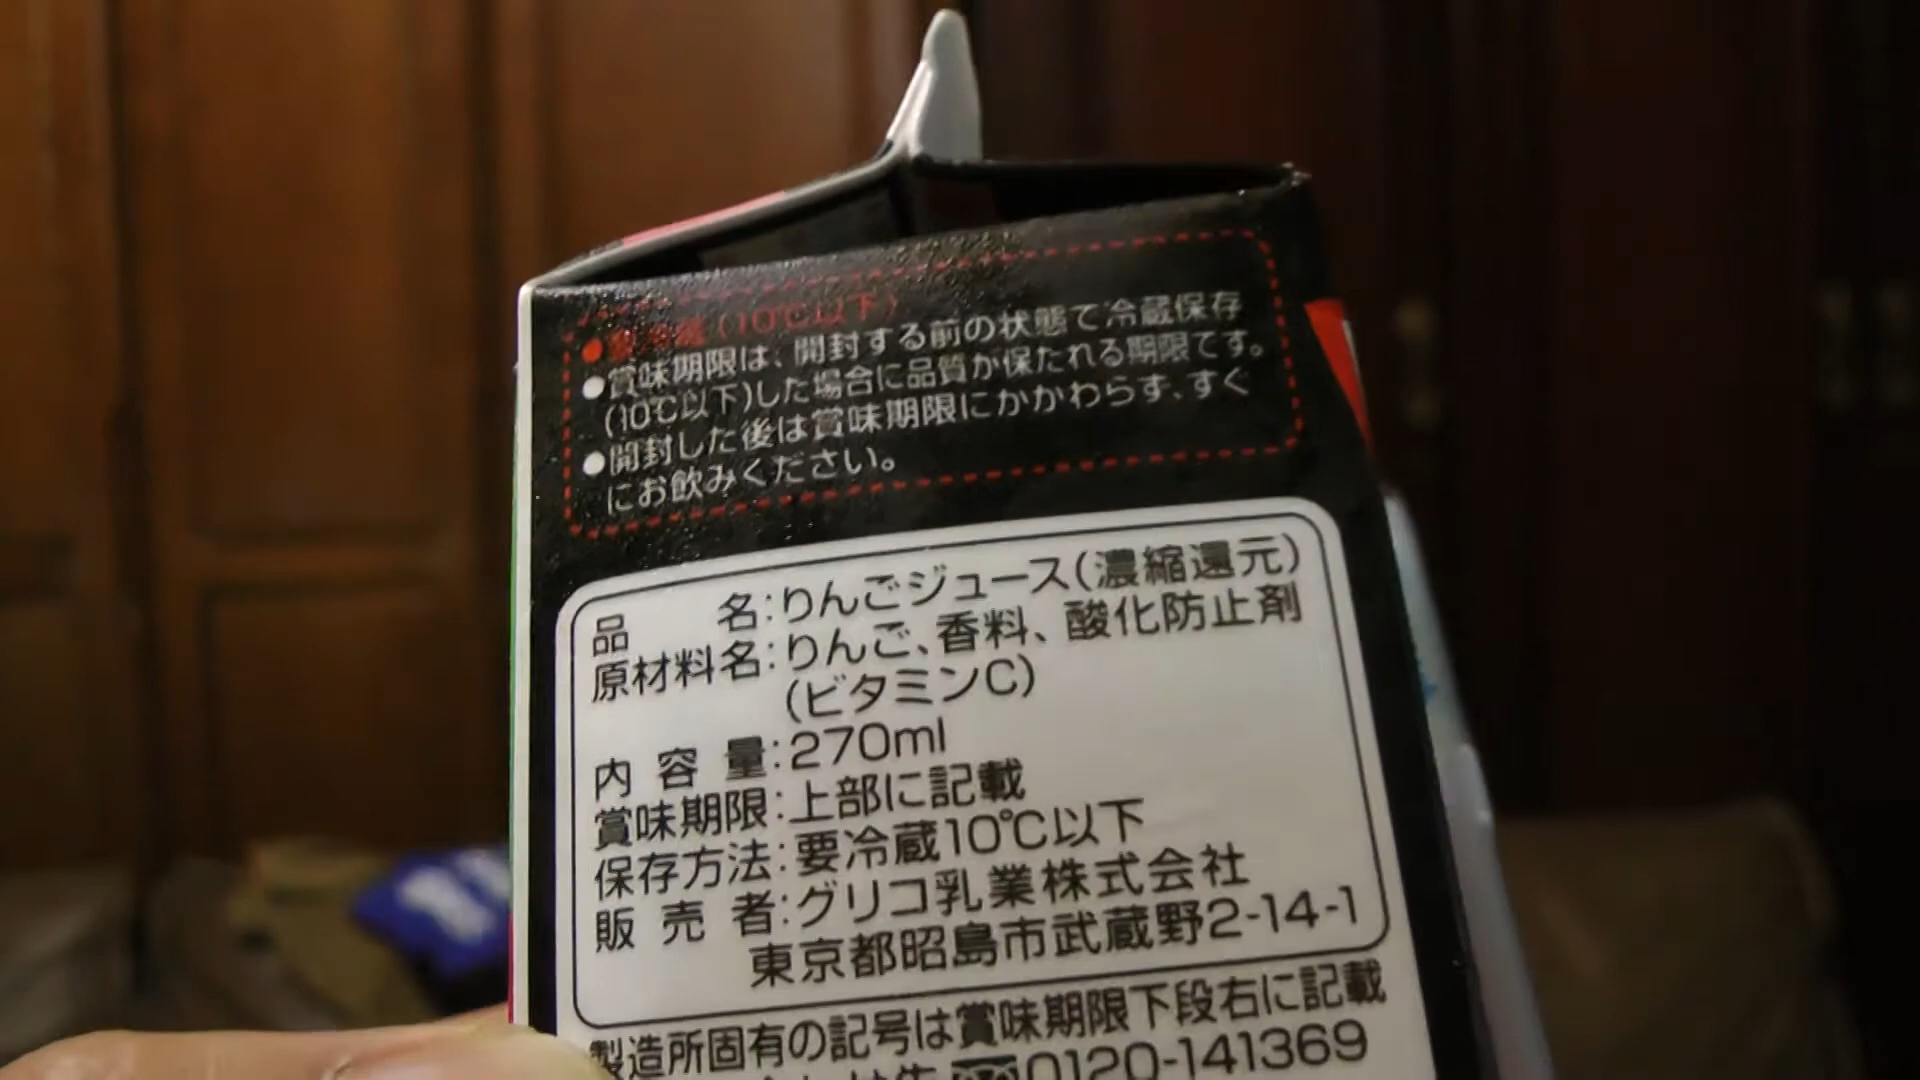 ●要冷蔵(10℃以下)
●賞味期限は、開封する前の状態で冷蔵保存
(10℃以下)した場合に品質が保たれる期限です。
●開封した後は賞味期限にかかわらず、すぐ
にお飲みください。
品名:りんごジュース(濃縮還元)
原材料名:りんご、香料、酸化防止剤
(ビタミンC)
内容量:270ml
賞味期限:上部に記載
保存方法:要冷蔵10℃以下
販売者:グリコ乳業株式会社
東京都昭島市武蔵野2-14-1
製造所固有の記号は賞味期限下段右に記載
0120-141369